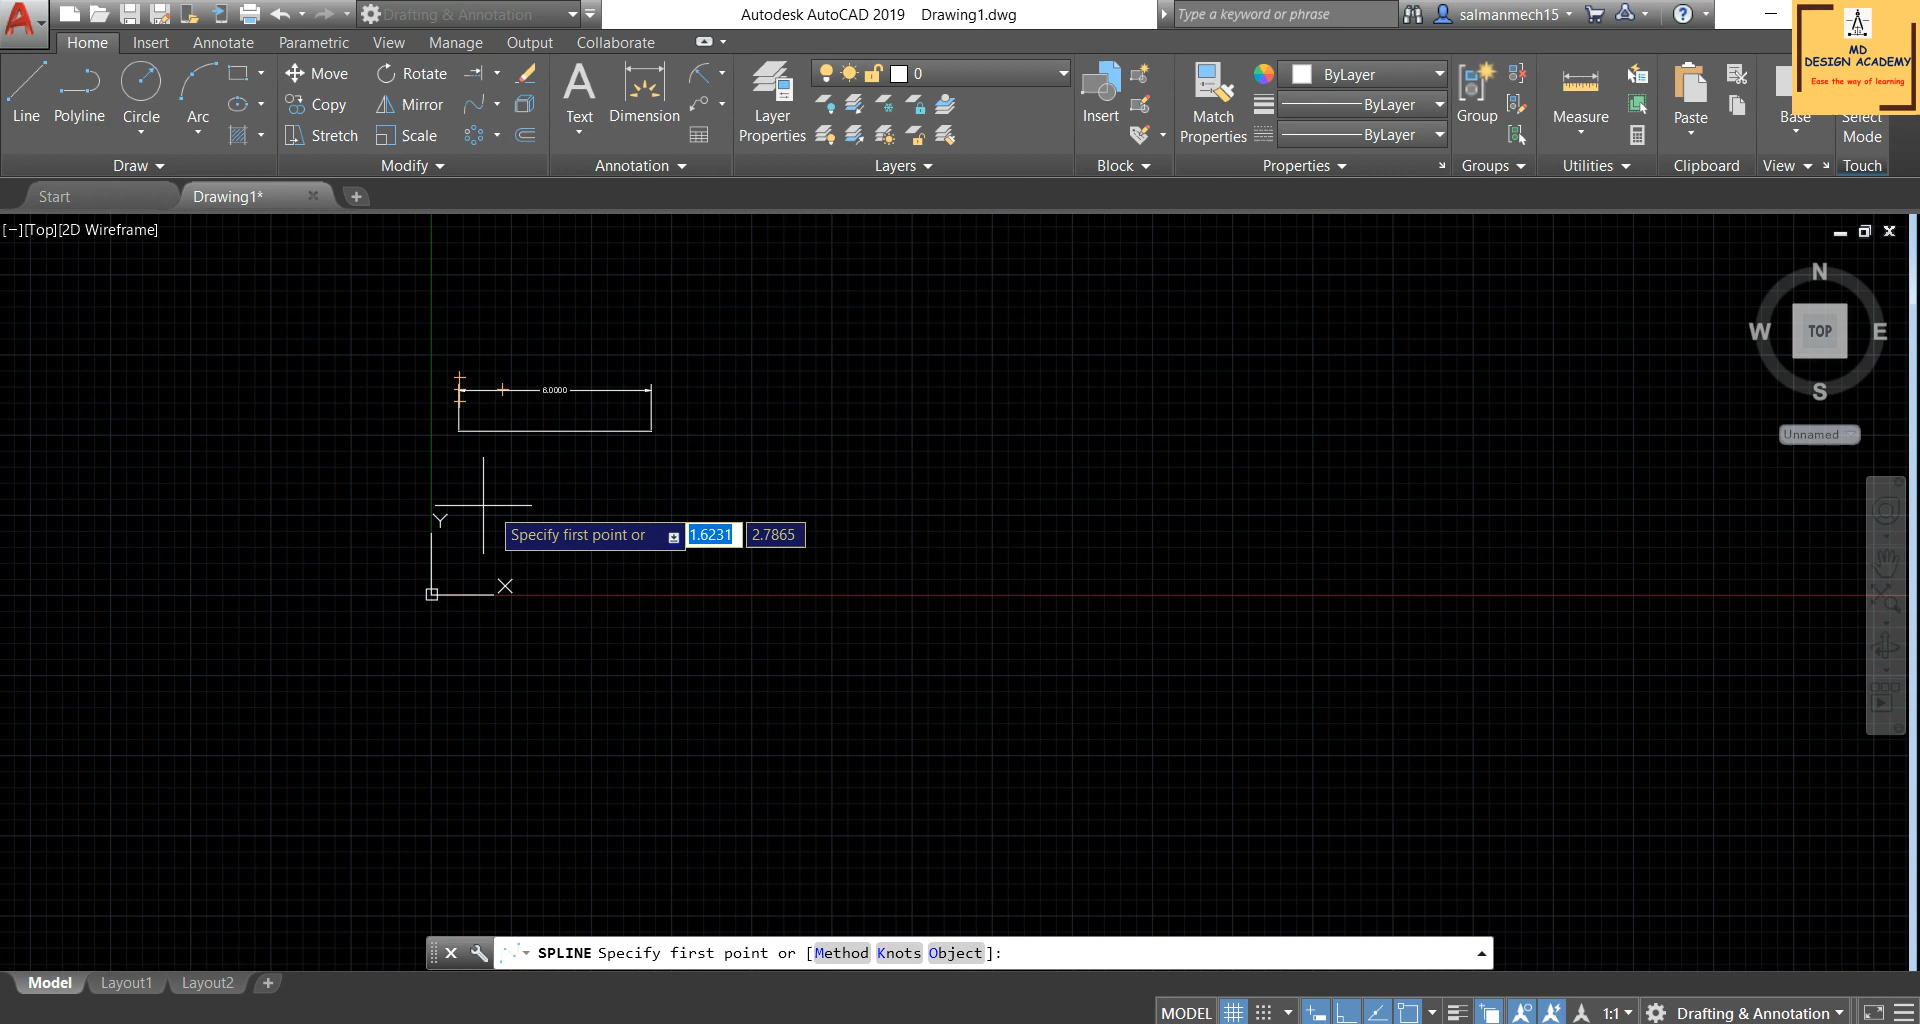 Drafting & Annotation
Autodesk AutoCAD 2019 Drawing1.dwg
Type a keyword or phrase
salmanmech15
MD
DESIGN ACADEMY
Ease the way of learning
Home Insert Annotate Parametric View Manage Output Collaborate
Line Polyline Circle Arc
Move Rotate
Copy Mirror
Stretch Scale
Text Dimension
Layer
Properties
0
Insert
Match
Properties
ByLayer
ByLayer
ByLayer
Group
Measure
Paste
Base
Select
Mode
Draw Modify Annotation Layers Block Properties Groups Utilities Clipboard View Touch
Start Drawing1*
[−][Top][2D Wireframe]
N
W TOP E
S
Unnamed
6.0000
Y
X
Specify first point or 1.6231 2.7865
SPLINE Specify first point or [Method Knots Object]:
Model Layout1 Layout2
MODEL 1:1 Drafting & Annotation